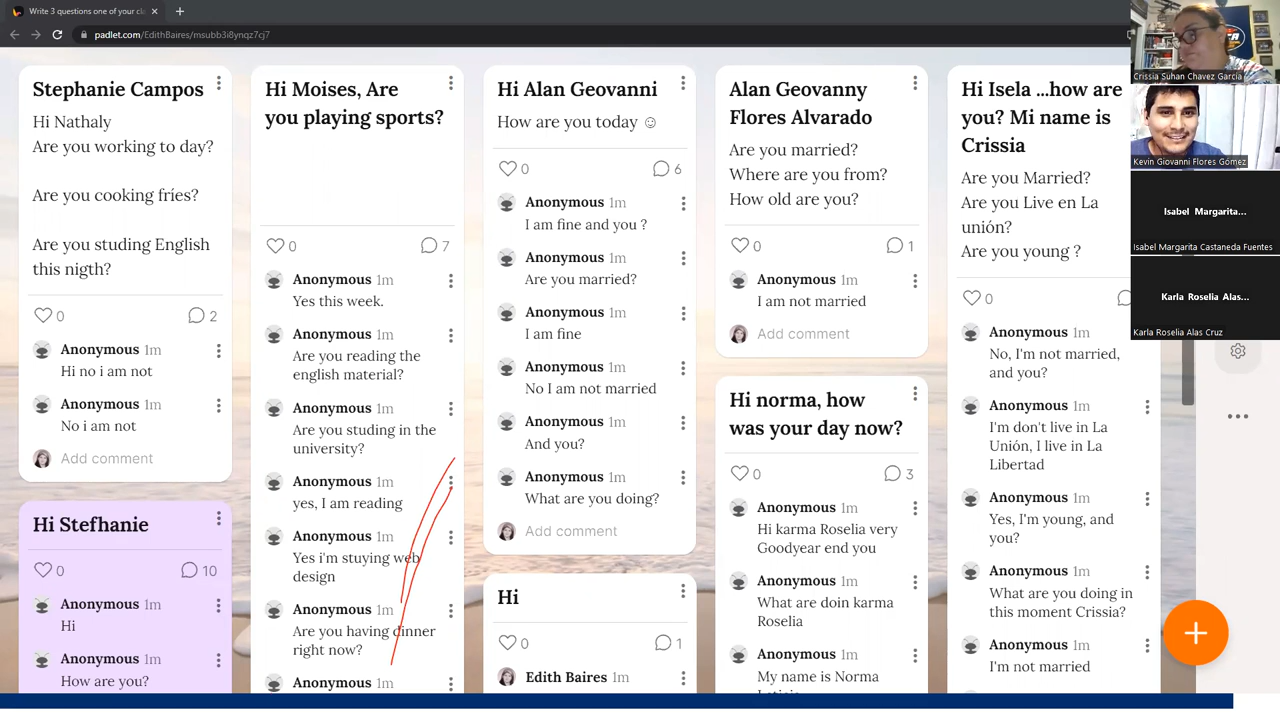 Write 3 questions one of your cl
padlet.com/EdithBaires/msubb3i8ynqz7cj7
Stephanie Campos
Hi Nathaly
Are you working to day?
Are you cooking fríes?
Are you studing English
this nigth?
0
2
Anonymous 1m
Hi no i am not
Anonymous 1m
No i am not
Add comment
Hi Stefhanie
0
10
Anonymous 1m
Hi
Anonymous 1m
How are you?
Hi Moises, Are
you playing sports?
0
7
Anonymous 1m
Yes this week.
Anonymous 1m
Are you reading the
english material?
Anonymous 1m
Are you studing in the
university?
Anonymous 1m
yes, I am reading
Anonymous 1m
Yes i'm stuying web
design
Anonymous 1m
Are you having dinner
right now?
Anonymous 1m
Hi Alan Geovanni
How are you today ☺
0
6
Anonymous 1m
I am fine and you ?
Anonymous 1m
Are you married?
Anonymous 1m
I am fine
Anonymous 1m
No I am not married
Anonymous 1m
And you?
Anonymous 1m
What are you doing?
Add comment
Hi
0
1
Edith Baires 1m
Alan Geovanny
Flores Alvarado
Are you married?
Where are you from?
How old are you?
0
1
Anonymous 1m
I am not married
Add comment
Hi norma, how
was your day now?
0
3
Anonymous 1m
Hi karma Roselia very
Goodyear end you
Anonymous 1m
What are doin karma
Roselia
Anonymous 1m
My name is Norma
Hi Isela ...how are
you? Mi name is
Crissia
Are you Married?
Are you Live en La
unión?
Are you young ?
0
Anonymous 1m
No, I'm not married,
and you?
Anonymous 1m
I'm don't live in La
Unión, I live in La
Libertad
Anonymous 1m
Yes, I'm young, and
you?
Anonymous 1m
What are you doing in
this moment Crissia?
Anonymous 1m
I'm not married
Crissia Suhan Chavez Garcia
Kevin Giovanni Flores Gómez
Isabel Margarita...
Isabel Margarita Castaneda Fuentes
Karla Roselia Alas...
Karla Roselia Alas Cruz